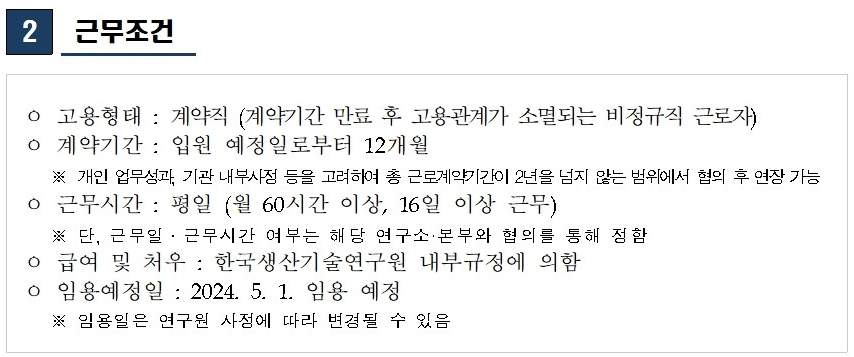 2 근무조건
○ 고용형태 : 계약직 (계약기간 만료 후 고용관계가 소멸되는 비정규직 근로자)
○ 계약기간 : 입원 예정일로부터 12개월
※ 개인 업무성과, 기관 내부사정 등을 고려하여 총 근로계약기간이 2년을 넘지 않는 범위에서 협의 후 연장 가능
○ 근무시간 : 평일 (월 60시간 이상, 16일 이상 근무)
※ 단, 근무일·근무시간 여부는 해당 연구소·본부와 협의를 통해 정함
○ 급여 및 처우 : 한국생산기술연구원 내부규정에 의함
○ 임용예정일 : 2024. 5. 1. 임용 예정
※ 임용일은 연구원 사정에 따라 변경될 수 있음